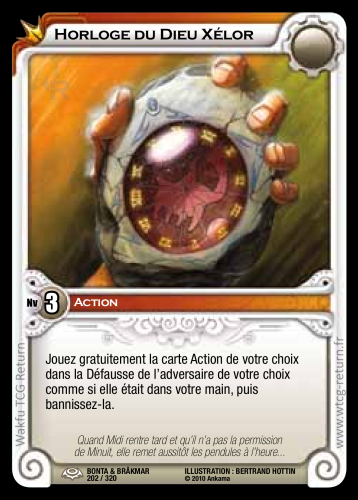 HORLOGE DU DIEU XÉLOR
Nv 3 ACTION
Jouez gratuitement la carte Action de votre choix
dans la Défausse de l'adversaire de votre choix
comme si elle était dans votre main, puis
bannissez-la.
Quand Midi rentre tard et qu'il n'a pas la permission
de Minuit, elle remet aussitôt les pendules à l'heure...
BONTA & BRÂKMAR
202 / 320
ILLUSTRATION : BERTRAND HOTTIN
© 2010 Ankama
Wakfu TCG Return
www.wtcg-return.fr